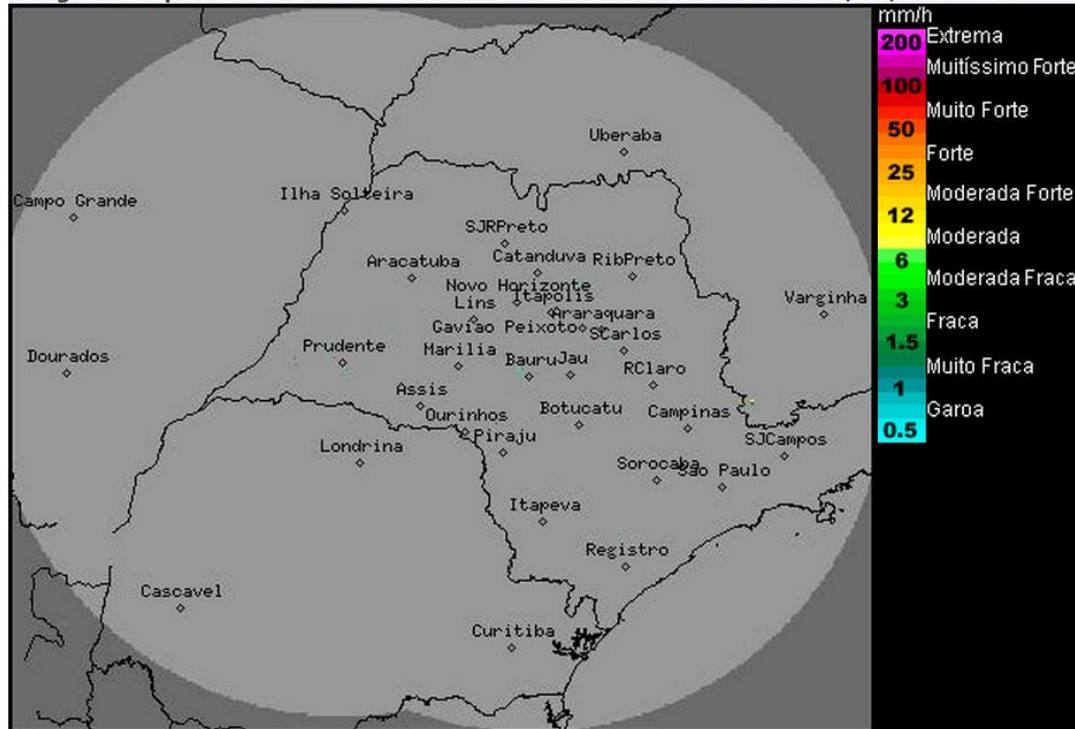 mm/h
200 Extrema
Muitíssimo Forte
100
Muito Forte
50
Forte
25
Moderada Forte
12
Moderada
6
Moderada Fraca
3
Fraca
1.5
Muito Fraca
1
Garoa
0.5
Uberaba
Campo Grande
Ilha Solteira
SJRPreto
Aracatuba
Catanduva
RibPreto
Novo Horizonte
Itapolis
Varginha
Lins
Araraquara
Gaviao Peixoto
SCarlos
Prudente
Marilia
Dourados
Bauru
Jau
RClaro
Assis
Ourinhos
Botucatu
Campinas
Piraju
SJCampos
Londrina
Sorocaba
Sao Paulo
Itapeva
Registro
Cascavel
Curitiba